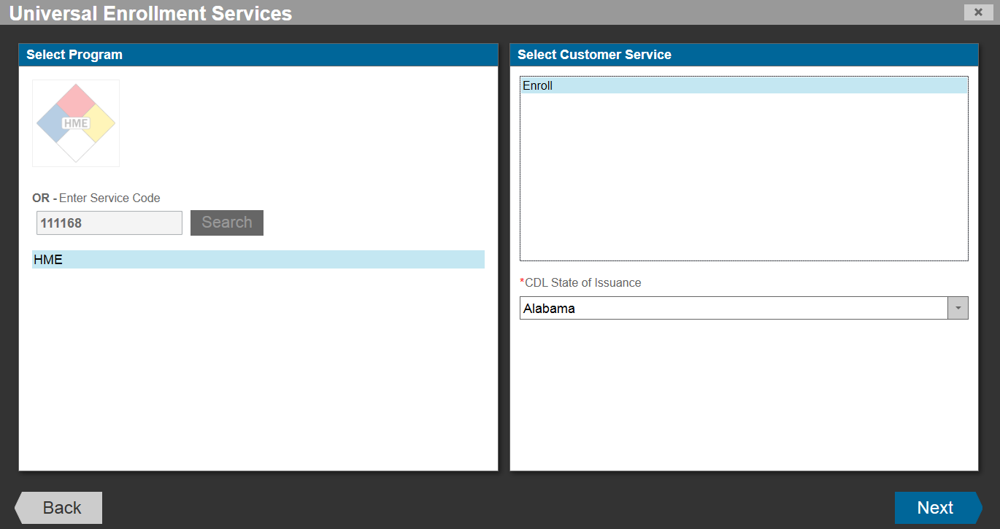 Universal Enrollment Services
Select Program
HME
OR - Enter Service Code
111168
Search
HME
Select Customer Service
Enroll
*CDL State of Issuance
Alabama
Back
Next